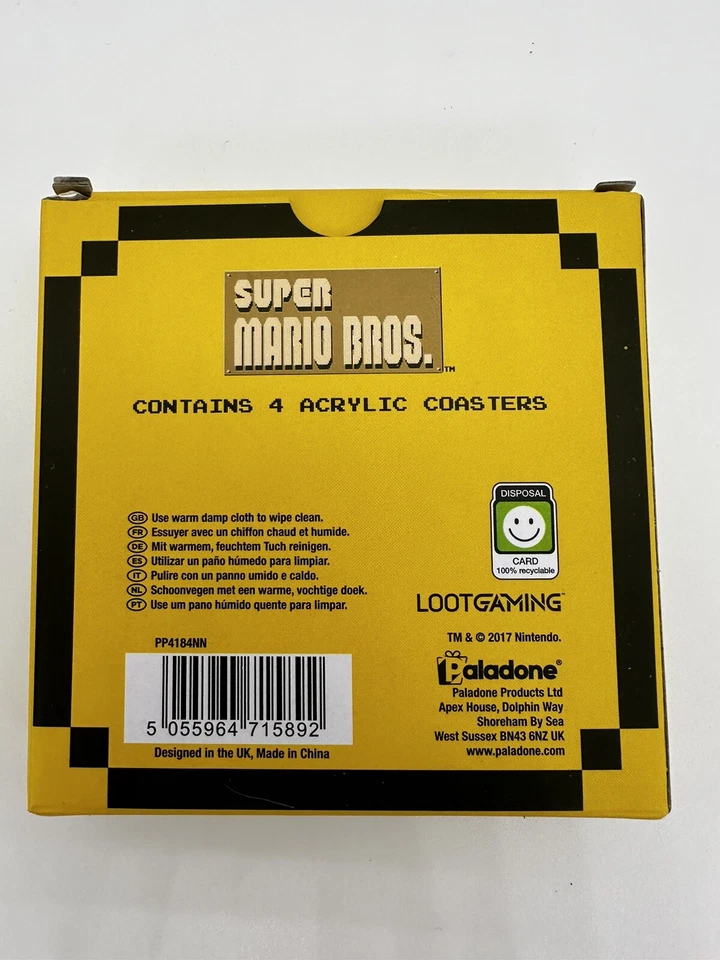 SUPER
MARIO BROS.™
CONTAINS 4 ACRYLIC COASTERS
GB Use warm damp cloth to wipe clean.
FR Essuyer avec un chiffon chaud et humide.
DE Mit warmem, feuchtem Tuch reinigen.
ES Utilizar un paño húmedo para limpiar.
IT Pulire con un panno umido e caldo.
NL Schoonvegen met een warme, vochtige doek.
PT Use um pano húmido quente para limpar.
DISPOSAL
CARD
100% recyclable
LOOTGAMING™
TM & © 2017 Nintendo.
Paladone®
Paladone Products Ltd
Apex House, Dolphin Way
Shoreham By Sea
West Sussex BN43 6NZ UK
www.paladone.com
PP4184NN
5 055964 715892
Designed in the UK, Made in China